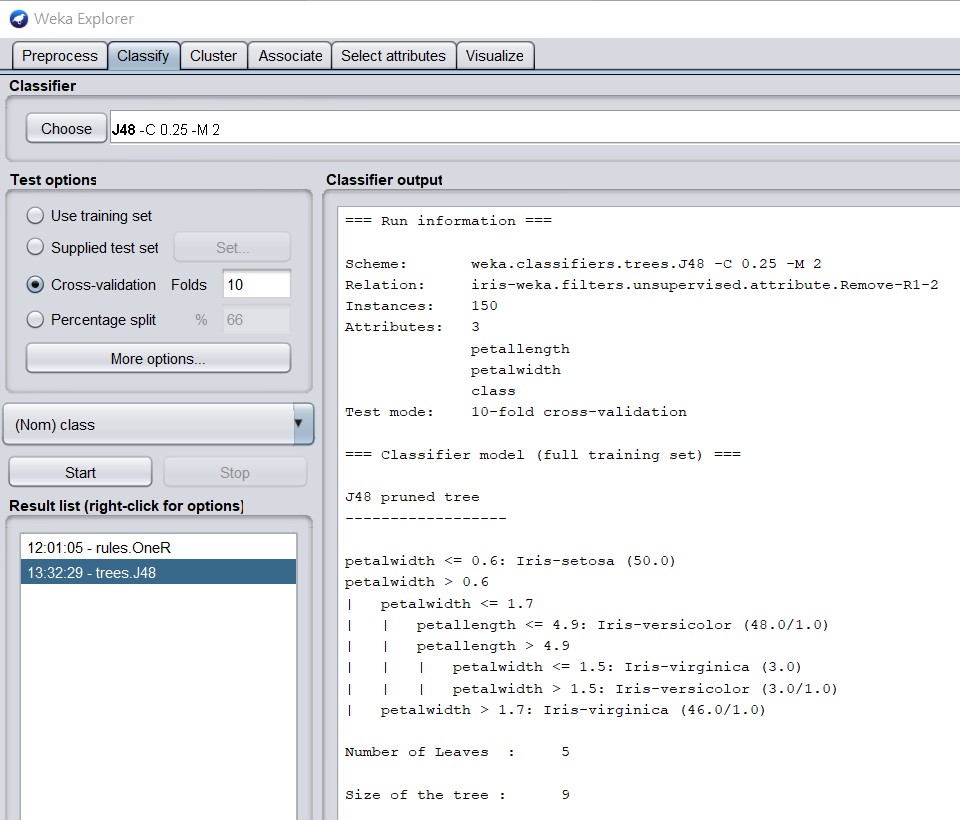 Weka Explorer
Preprocess Classify Cluster Associate Select attributes Visualize
Classifier
Choose J48 -C 0.25 -M 2
Test options
Use training set
Supplied test set Set...
Cross-validation Folds 10
Percentage split % 66
More options...
(Nom) class
Start Stop
Result list (right-click for options)
12:01:05 - rules.OneR
13:32:29 - trees.J48
Classifier output
=== Run information ===
Scheme: weka.classifiers.trees.J48 -C 0.25 -M 2
Relation: iris-weka.filters.unsupervised.attribute.Remove-R1-2
Instances: 150
Attributes: 3
petallength
petalwidth
class
Test mode: 10-fold cross-validation
=== Classifier model (full training set) ===
J48 pruned tree
------------------
petalwidth <= 0.6: Iris-setosa (50.0)
petalwidth > 0.6
| petalwidth <= 1.7
| | petallength <= 4.9: Iris-versicolor (48.0/1.0)
| | petallength > 4.9
| | | petalwidth <= 1.5: Iris-virginica (3.0)
| | | petalwidth > 1.5: Iris-versicolor (3.0/1.0)
| petalwidth > 1.7: Iris-virginica (46.0/1.0)
Number of Leaves : 5
Size of the tree : 9